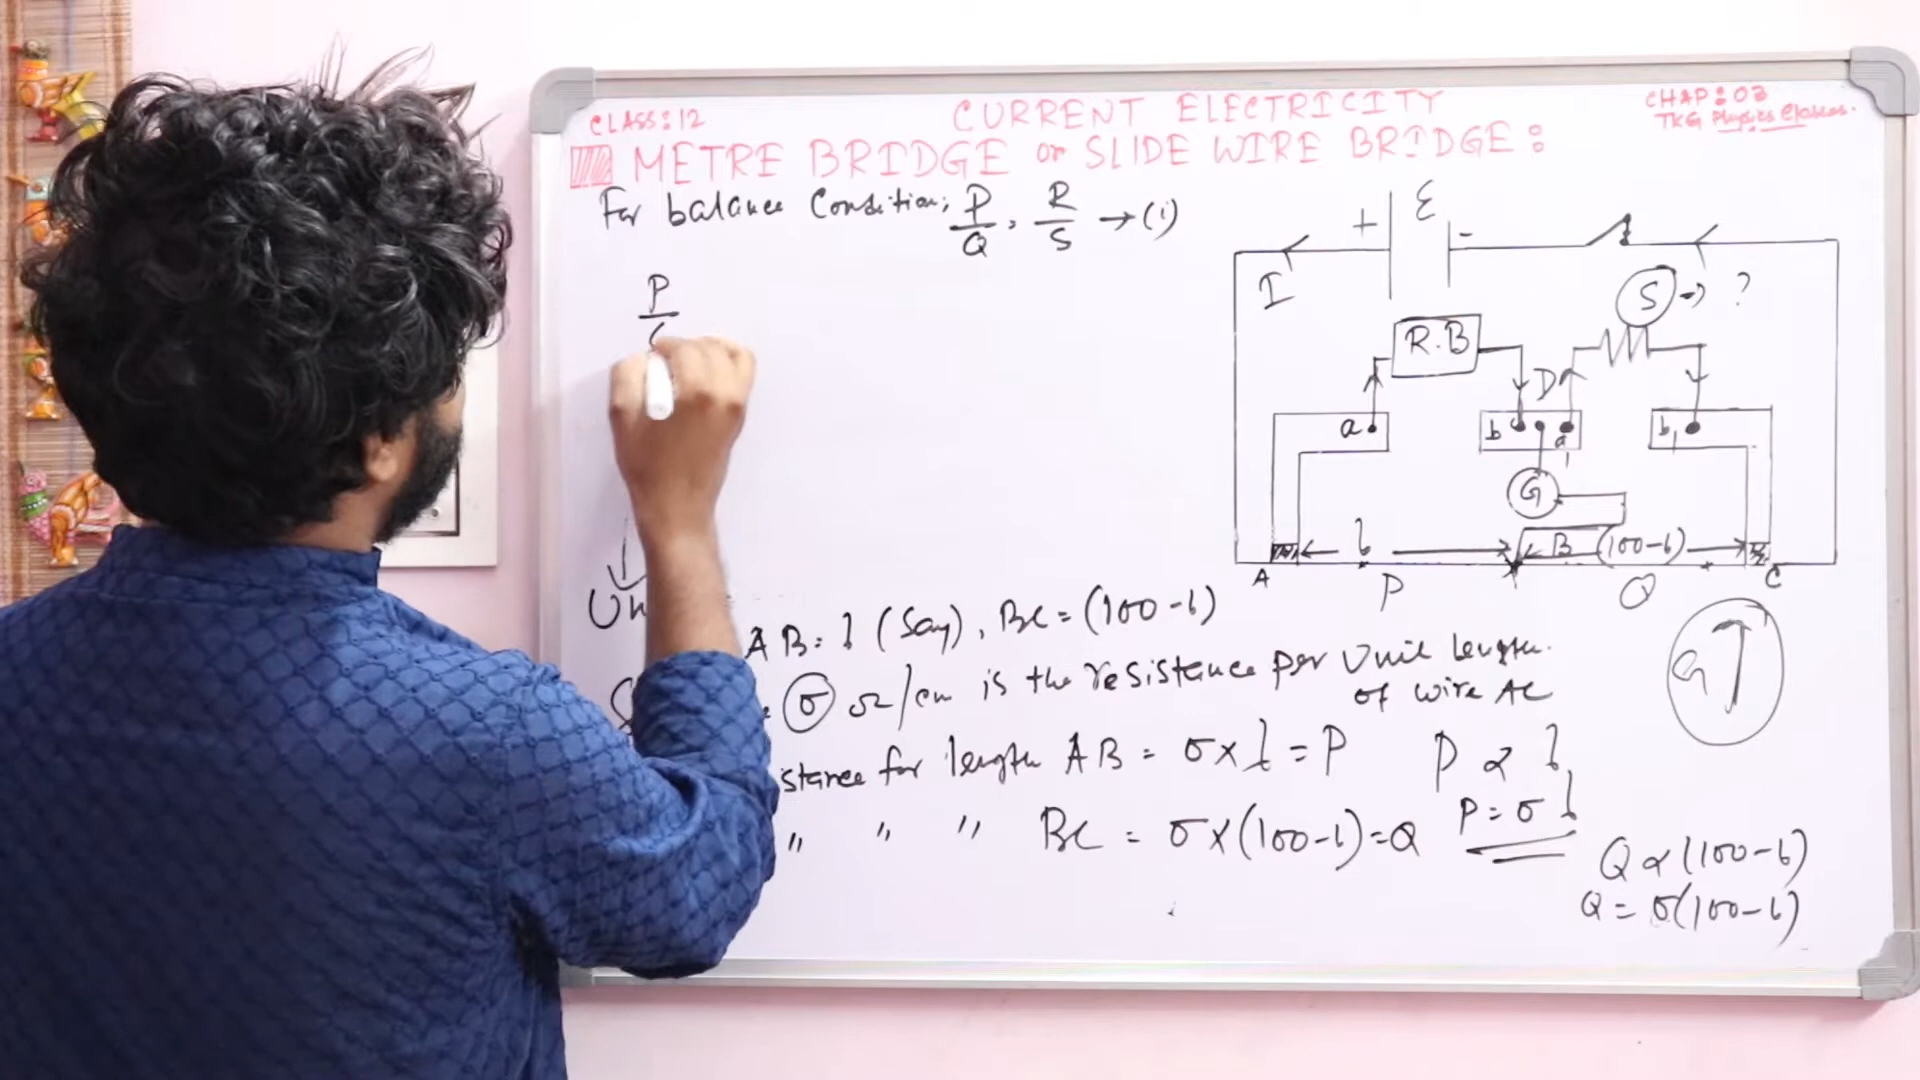 CLASS: 12
CURRENT ELECTRICITY
CHAP: 03
TKG Physics Classes.
METRE BRIDGE or SLIDE WIRE BRIDGE:
For balance Condition; P/Q = R/S → (i)
P
+ ε -
I
S → ?
R.B
D
a b a₁ b₁
G
l B (100-l)
A P Q C
Un
AB = l (Say), BC = (100-l)
σ Ω/cm is the resistance per Unit length
of wire AC
G
stance for length AB = σ x l = P
P α l
P = σ l
" " " BC = σ x (100-l) = Q
Q α (100-l)
Q = σ(100-l)